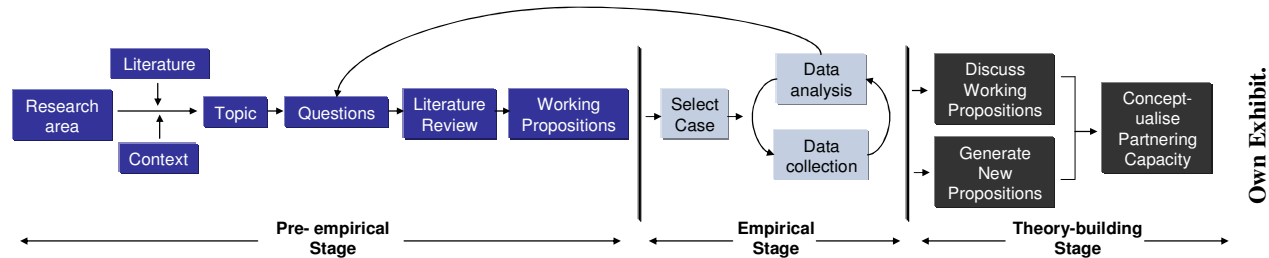 Literature
Research
area
Context
Topic
Questions
Literature
Review
Working
Propositions
Select
Case
Data
analysis
Data
collection
Discuss
Working
Propositions
Generate
New
Propositions
Concept-
ualise
Partnering
Capacity
Own Exhibit.
Pre- empirical
Stage
Empirical
Stage
Theory-building
Stage